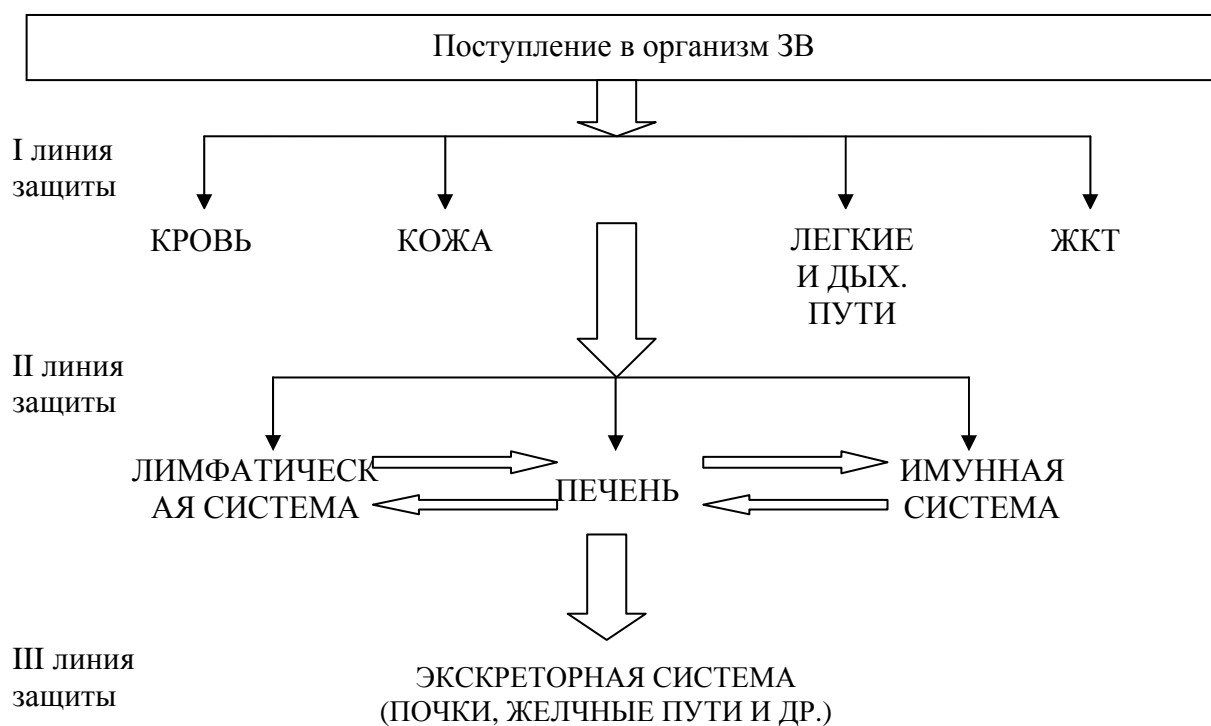 Поступление в организм ЗВ
I линия
защиты
КРОВЬ
КОЖА
ЛЕГКИЕ
И ДЫХ.
ПУТИ
ЖКТ
II линия
защиты
ЛИМФАТИЧЕСК
АЯ СИСТЕМА
ПЕЧЕНЬ
ИМУННАЯ
СИСТЕМА
III линия
защиты
ЭКСКРЕТОРНАЯ СИСТЕМА
(ПОЧКИ, ЖЕЛЧНЫЕ ПУТИ И ДР.)